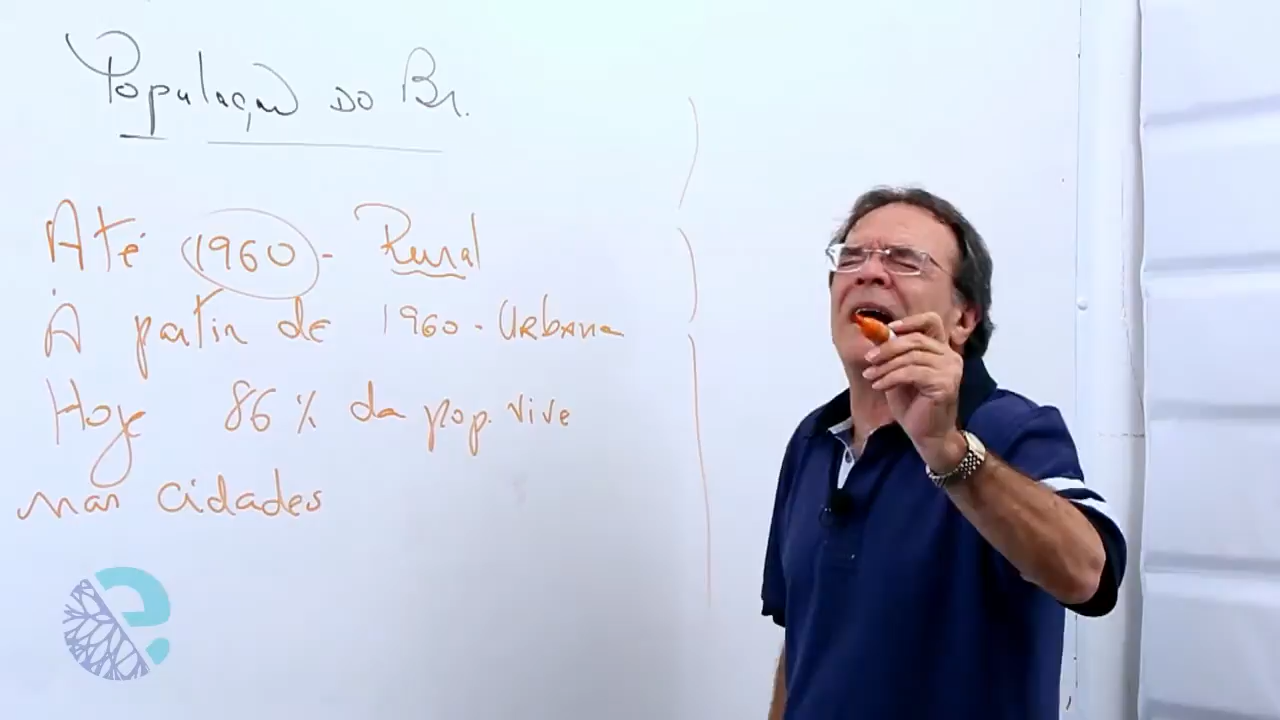 População do Br.
Até 1960 - Rural
À partir de 1960 - Urbana
Hoje 86% da pop. vive
nas cidades